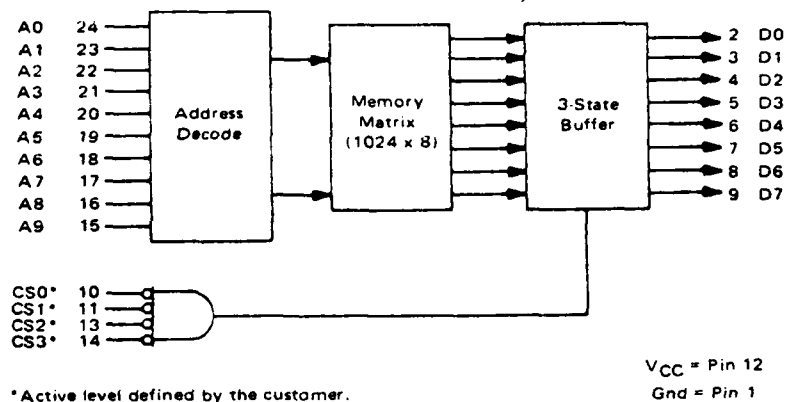 A0 24
A1 23
A2 22
A3 21
A4 20
A5 19
A6 18
A7 17
A8 16
A9 15
Address
Decode
Memory
Matrix
(1024 x 8)
3-State
Buffer
2 D0
3 D1
4 D2
5 D3
6 D4
7 D5
8 D6
9 D7
CS0* 10
CS1* 11
CS2* 13
CS3* 14
VCC = Pin 12
Gnd = Pin 1
*Active level defined by the customer.